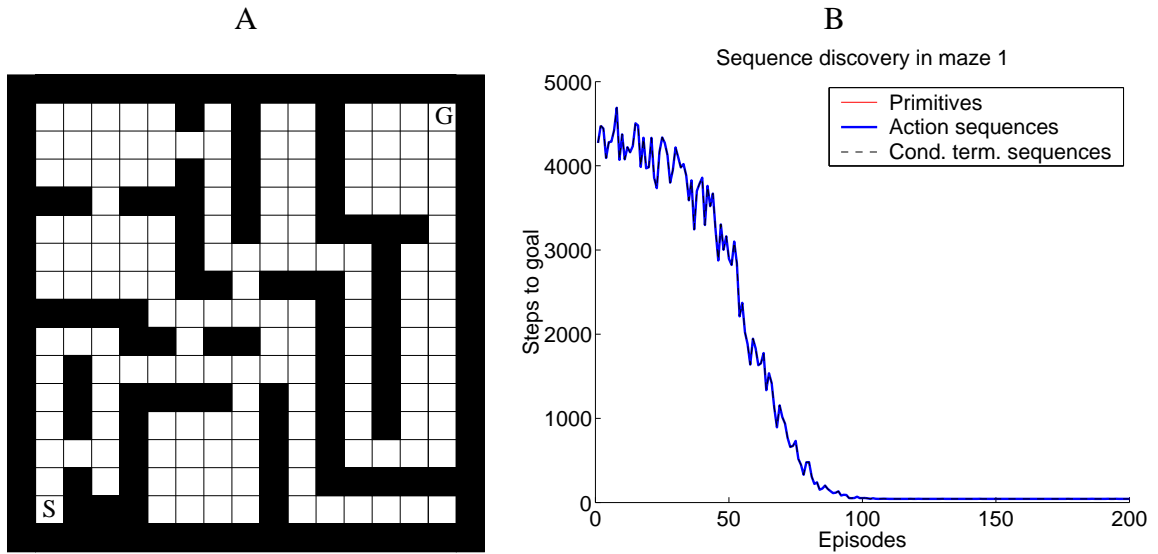 A
G
S
B
Sequence discovery in maze 1
Primitives
Action sequences
Cond. term. sequences
5000
4000
3000
2000
1000
0
Steps to goal
0 50 100 150 200
Episodes